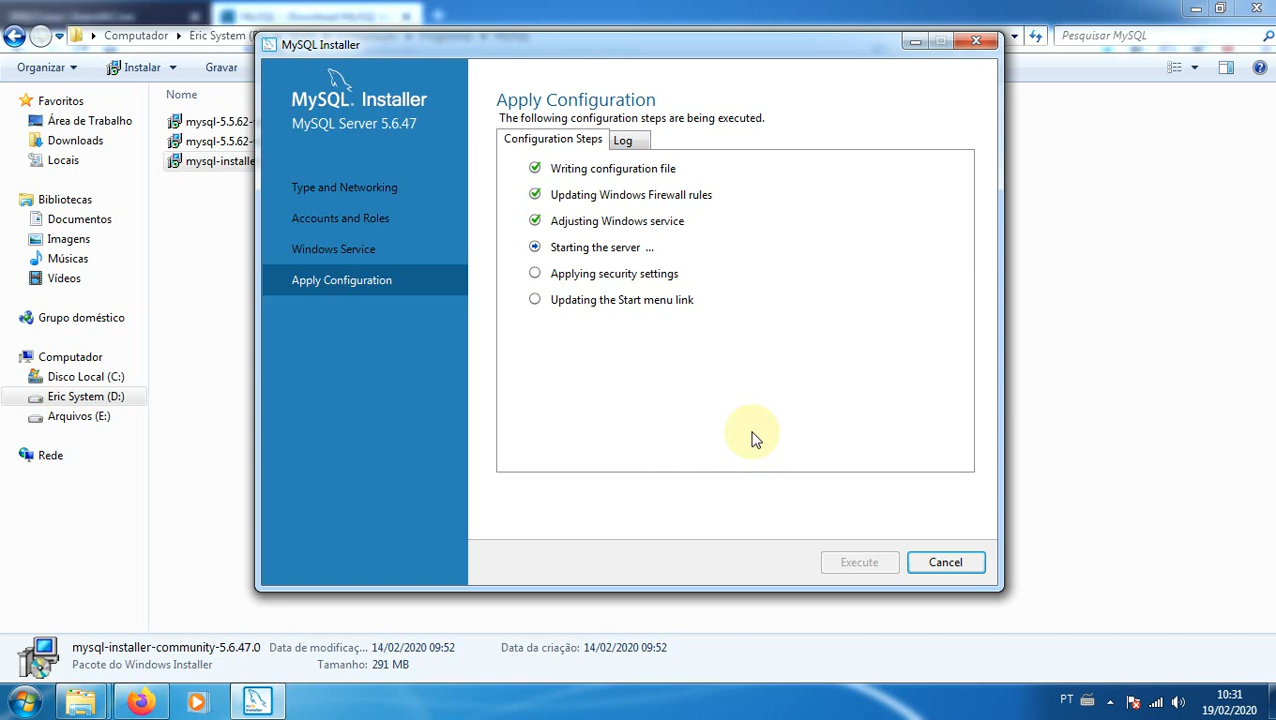 Computador
Eric System (
Pesquisar MySQL
Organizar
Instalar
Gravar
Favoritos
Área de Trabalho
Downloads
Locais
Bibliotecas
Documentos
Imagens
Músicas
Vídeos
Grupo doméstico
Computador
Disco Local (C:)
Eric System (D:)
Arquivos (E:)
Rede
Nome
mysql-5.5.62-
mysql-5.5.62-
mysql-installe
MySQL Installer
MySQL. Installer
MySQL Server 5.6.47
Type and Networking
Accounts and Roles
Windows Service
Apply Configuration
Apply Configuration
The following configuration steps are being executed.
Configuration Steps
Log
Writing configuration file
Updating Windows Firewall rules
Adjusting Windows service
Starting the server ...
Applying security settings
Updating the Start menu link
Execute
Cancel
mysql-installer-community-5.6.47.0
Data de modificaç... 14/02/2020 09:52
Data da criação: 14/02/2020 09:52
Pacote do Windows Installer
Tamanho: 291 MB
PT
10:31
19/02/2020